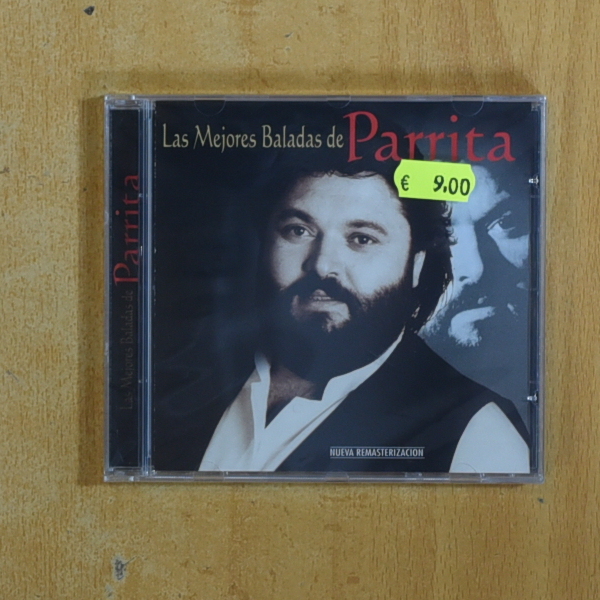 Las Mejores Baladas de Parrita
€ 9.00
NUEVA REMASTERIZACION
Las Mejores Baladas de Parrita